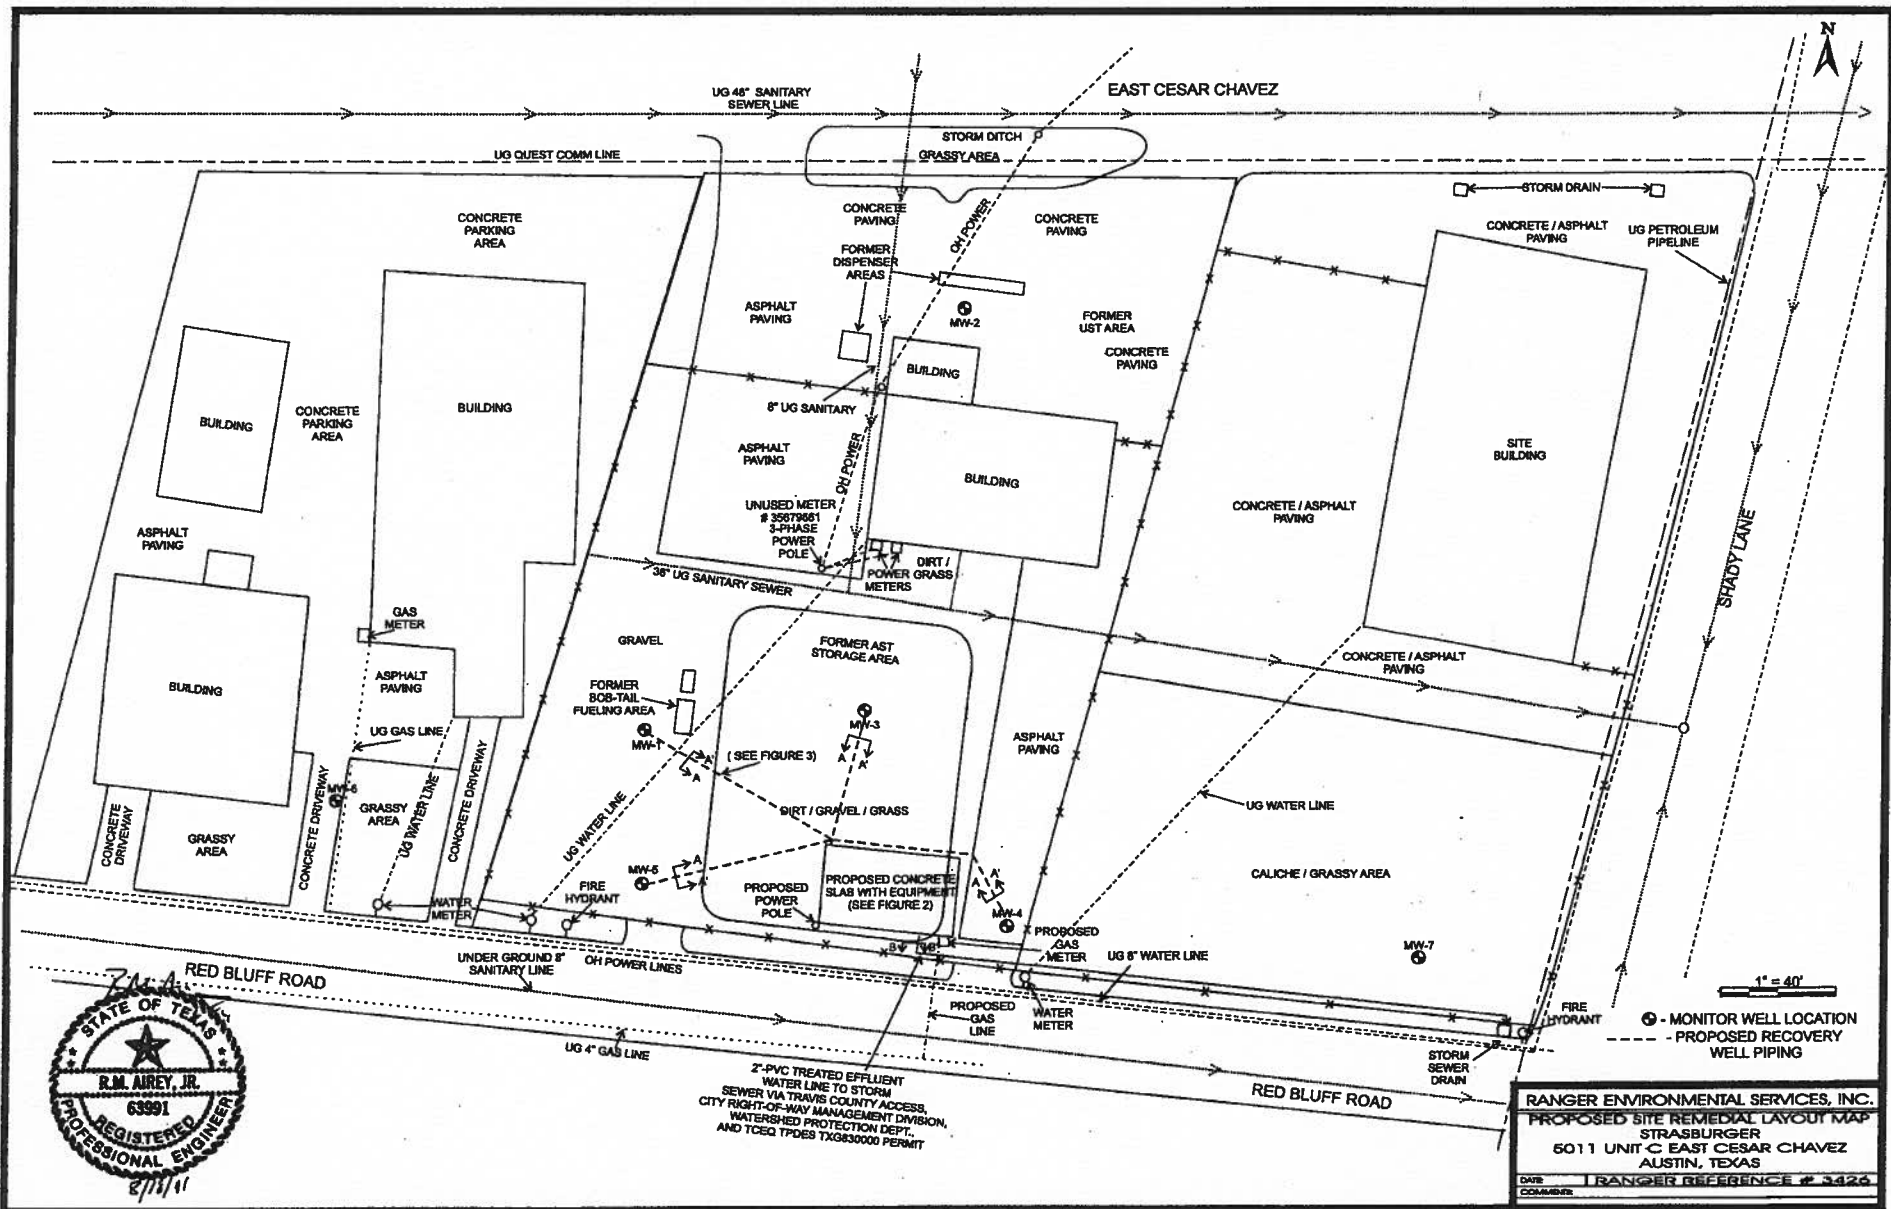 N
UG 48" SANITARY
SEWER LINE
EAST CESAR CHAVEZ
STORM DITCH
GRASSY AREA
UG QUEST COMM LINE
STORM DRAIN
CONCRETE
PARKING
AREA
CONCRETE
PAVING
OH POWER
CONCRETE
PAVING
CONCRETE / ASPHALT
PAVING
UG PETROLEUM
PIPELINE
FORMER
DISPENSER
AREAS
ASPHALT
PAVING
MW-2
FORMER
UST AREA
CONCRETE
PAVING
BUILDING
BUILDING
CONCRETE
PARKING
AREA
BUILDING
8" UG SANITARY
ASPHALT
PAVING
OH POWER
BUILDING
SITE
BUILDING
CONCRETE / ASPHALT
PAVING
UNUSED METER
# 35679661
3-PHASE
POWER
POLE
ASPHALT
PAVING
36" UG SANITARY SEWER
POWER
METERS
DIRT /
GRASS
SHADY LANE
GAS
METER
GRAVEL
FORMER AST
STORAGE AREA
CONCRETE / ASPHALT
PAVING
BUILDING
ASPHALT
PAVING
FORMER
BOB-TAIL
FUELING AREA
MW-3
MW-1
A
A'
A
A'
(SEE FIGURE 3)
ASPHALT
PAVING
UG GAS LINE
MW-6
GRASSY
AREA
UG WATER LINE
CONCRETE DRIVEWAY
CONCRETE DRIVEWAY
CONCRETE
DRIVEWAY
GRASSY
AREA
UG WATER LINE
DIRT / GRAVEL / GRASS
UG WATER LINE
MW-5
A
A'
FIRE
HYDRANT
WATER
METER
PROPOSED
POWER
POLE
PROPOSED CONCRETE
SLAB WITH EQUIPMENT
(SEE FIGURE 2)
A
A'
MW-4
CALICHE / GRASSY AREA
MW-7
PROPOSED
GAS
METER
B
B'
UG 8" WATER LINE
UNDER GROUND 8"
SANITARY LINE
OH POWER LINES
RED BLUFF ROAD
1" = 40'
PROPOSED
GAS
LINE
WATER
METER
FIRE
HYDRANT
- MONITOR WELL LOCATION
- PROPOSED RECOVERY
WELL PIPING
UG 4" GAS LINE
STORM
SEWER
DRAIN
2"-PVC TREATED EFFLUENT
WATER LINE TO STORM
SEWER VIA TRAVIS COUNTY ACCESS,
CITY RIGHT-OF-WAY MANAGEMENT DIVISION,
WATERSHED PROTECTION DEPT.,
AND TCEQ TPDES TXG830000 PERMIT
RED BLUFF ROAD
STATE OF TEXAS
R.M. AIREY, JR.
63991
REGISTERED
PROFESSIONAL ENGINEER
RANGER ENVIRONMENTAL SERVICES, INC.
PROPOSED SITE REMEDIAL LAYOUT MAP
STRASBURGER
5011 UNIT C EAST CESAR CHAVEZ
AUSTIN, TEXAS
DATE
RANGER REFERENCE # 3426
COMMENTS: